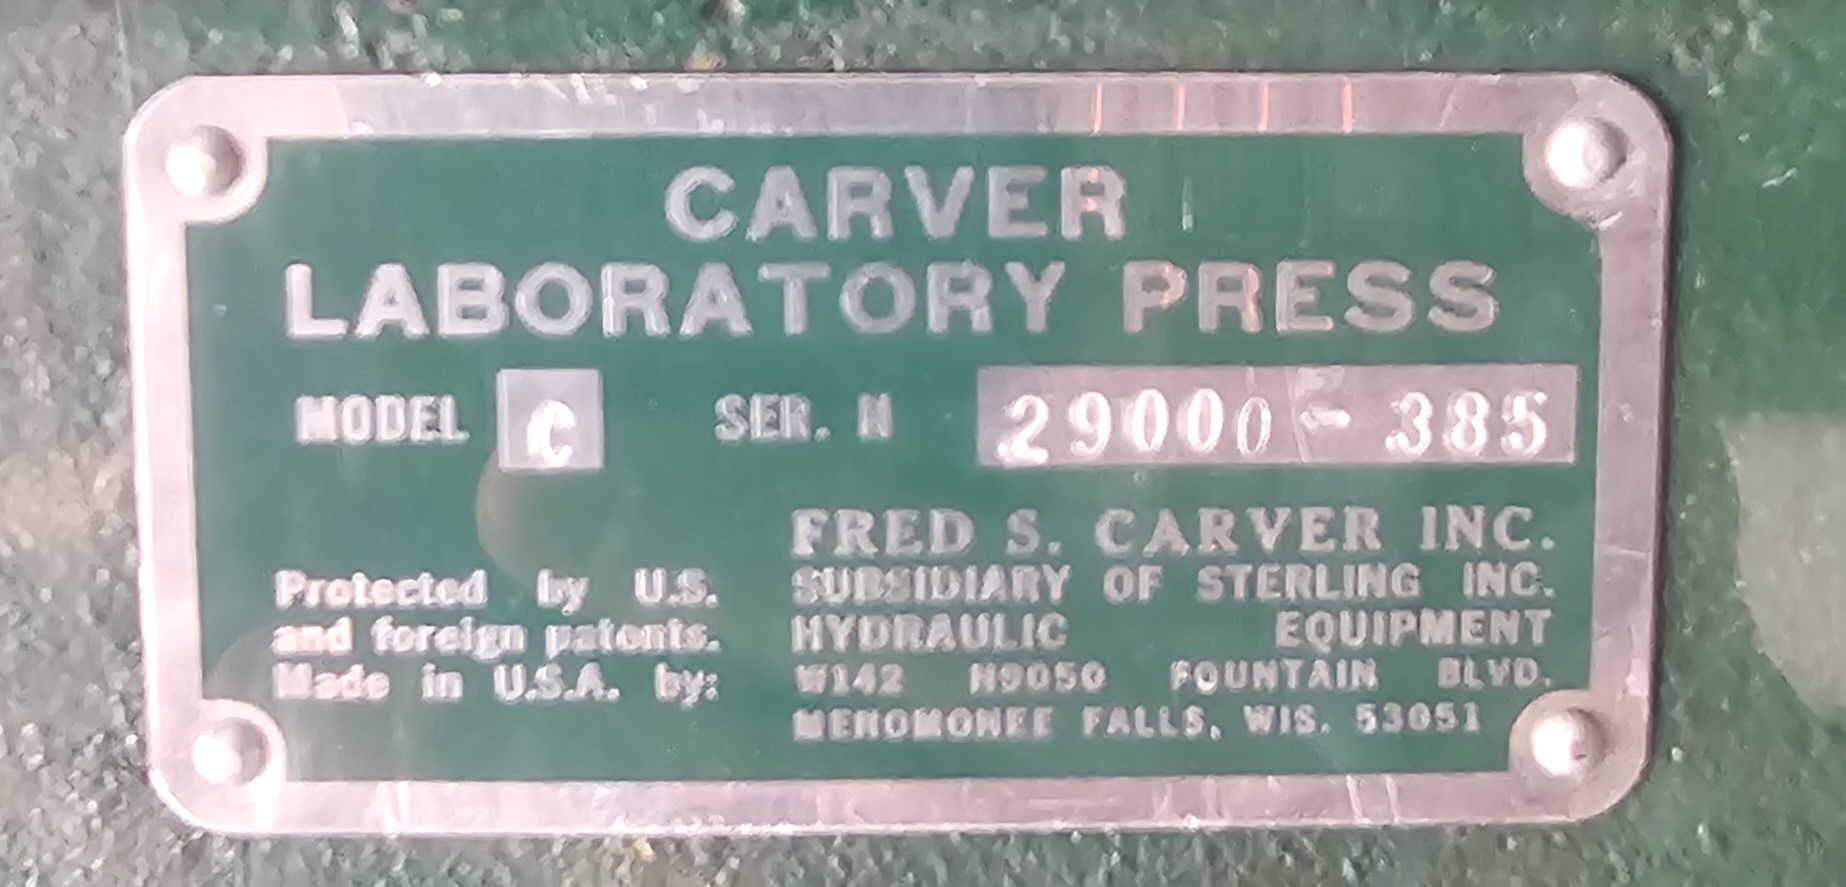 CARVER
LABORATORY PRESS
MODEL C SER. N 29000-385
FRED S. CARVER INC.
SUBSIDIARY OF STERLING INC.
HYDRAULIC EQUIPMENT
W142 N9050 FOUNTAIN BLVD.
MENOMONEE FALLS, WIS. 53051
Protected by U.S.
and foreign patents.
Made in U.S.A. by: